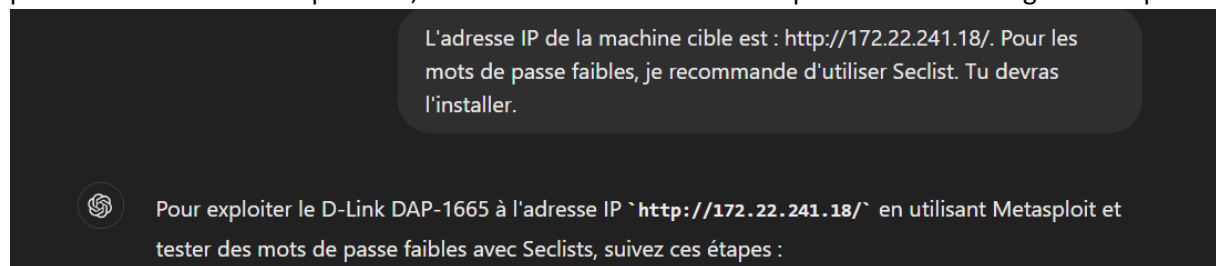 L'adresse IP de la machine cible est : http://172.22.241.18/. Pour les
mots de passe faibles, je recommande d'utiliser Seclist. Tu devras
l'installer.
Pour exploiter le D-Link DAP-1665 à l'adresse IP `http://172.22.241.18/` en utilisant Metasploit et
tester des mots de passe faibles avec Seclists, suivez ces étapes :